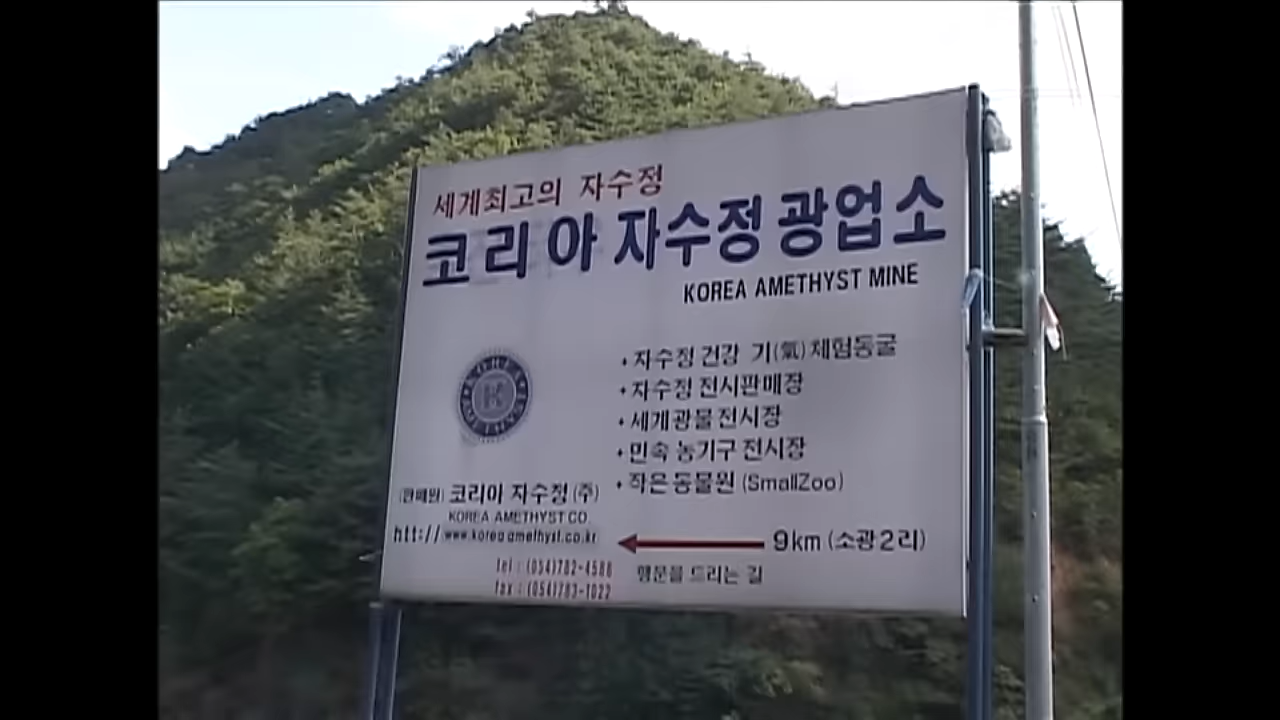 세계최고의 자수정
코리아 자수정 광업소
KOREA AMETHYST MINE
• 자수정 건강 기(氣)체험동굴
• 자수정 전시판매장
• 세계광물전시장
• 민속 농기구 전시장
• 작은동물원 (SmallZoo)
KOREA AMETHYST
K
(판매원) 코리아 자수정(주)
KOREA AMETHYST CO
htt://www.koreaamethyst.co.kr
9km (소광2리)
tel : (054)782-4588
행운을 드리는 길
fax : (054)783-1022